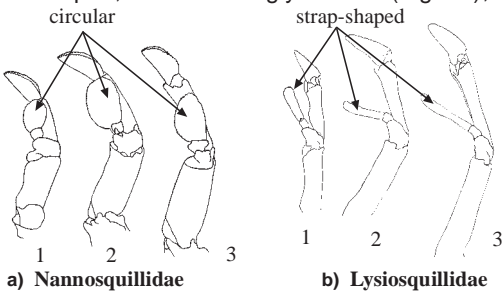 circular
strap-shaped
1 2 3
1 2 3
a) Nannosquillidae
b) Lysiosquillidae